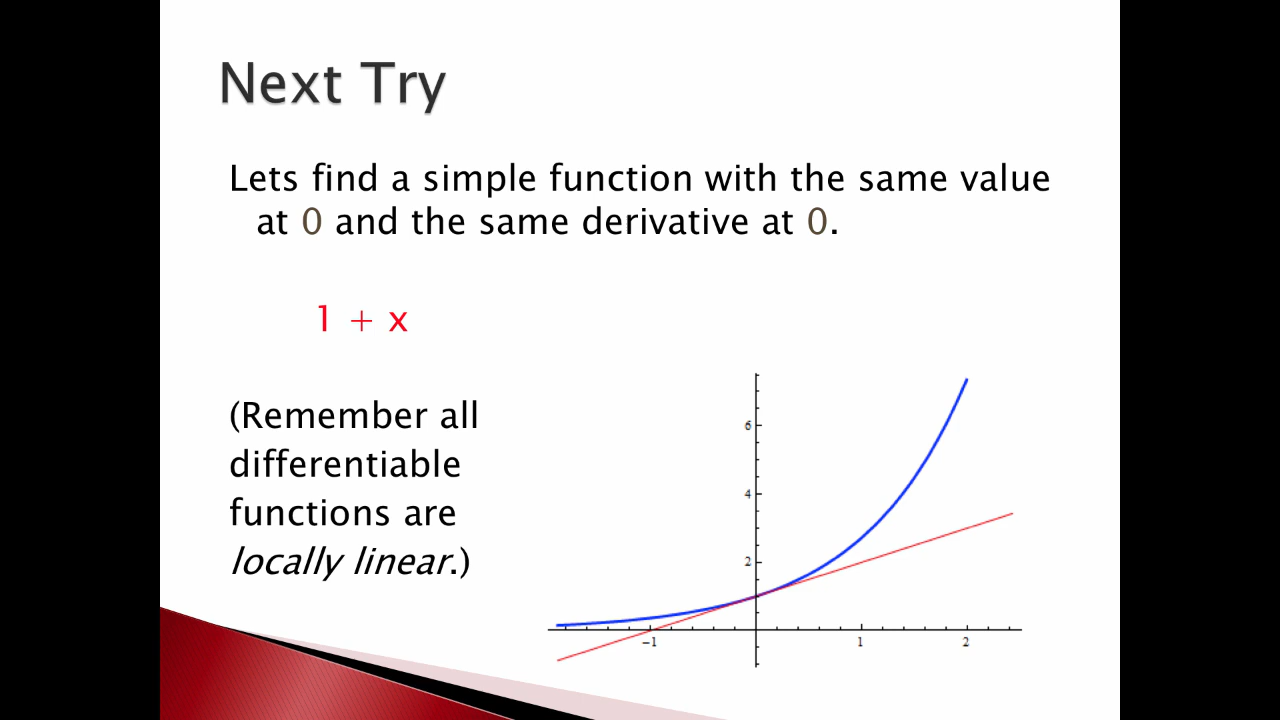 Next Try
Lets find a simple function with the same value
at 0 and the same derivative at 0.
1 + x
(Remember all
differentiable
functions are
locally linear.)
6
4
2
−1
1
2